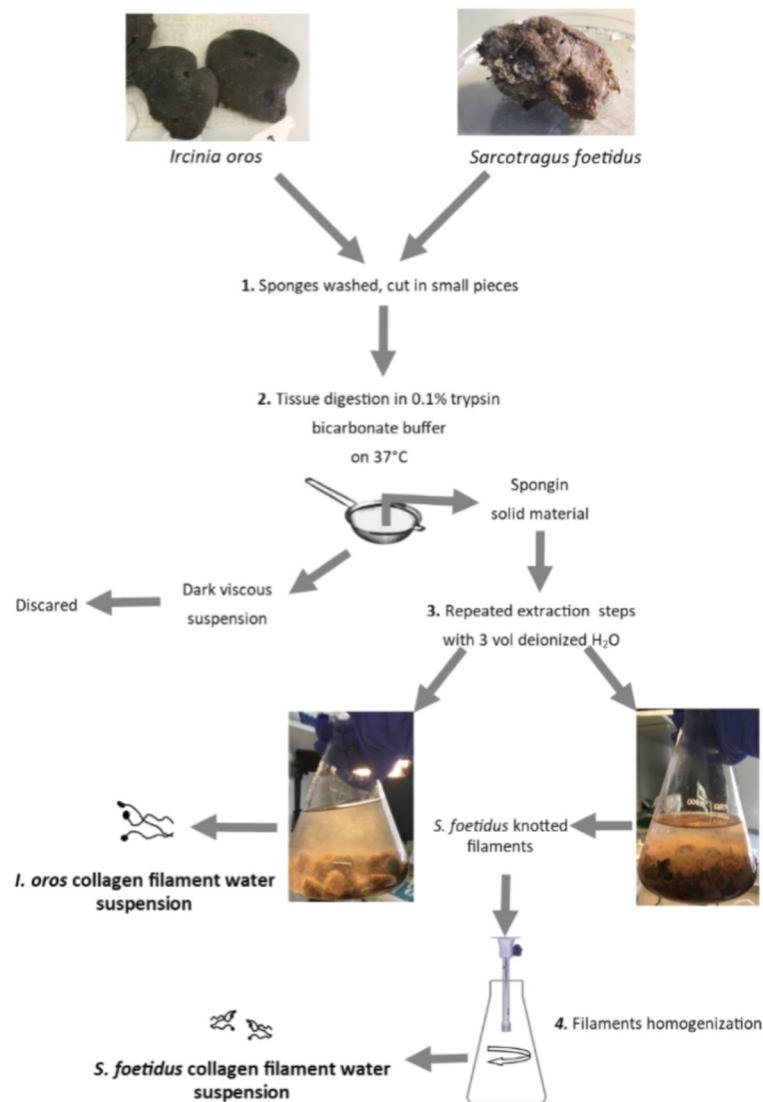 Ircinia oros
Sarcotragus foetidus
1. Sponges washed, cut in small pieces
2. Tissue digestion in 0.1% trypsin
bicarbonate buffer
on 37°C
Spongin
solid material
Dark viscous
suspension
Discared
3. Repeated extraction steps
with 3 vol deionized H₂O
S. foetidus knotted
filaments
I. oros collagen filament water
suspension
4. Filaments homogenization
S. foetidus collagen filament water
suspension